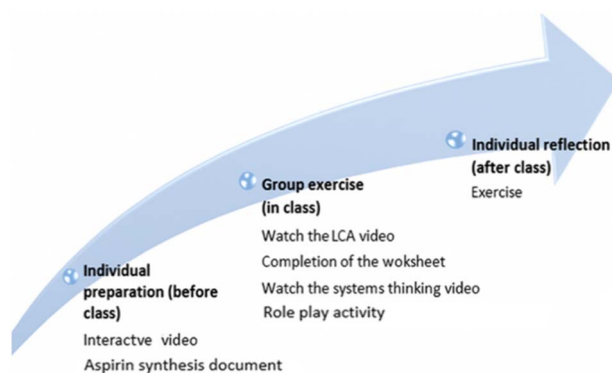 Individual
preparation (before
class)
Interactve video
Aspirin synthesis document
Group exercise
(in class)
Watch the LCA video
Completion of the woksheet
Watch the systems thinking video
Role play activity
Individual reflection
(after class)
Exercise